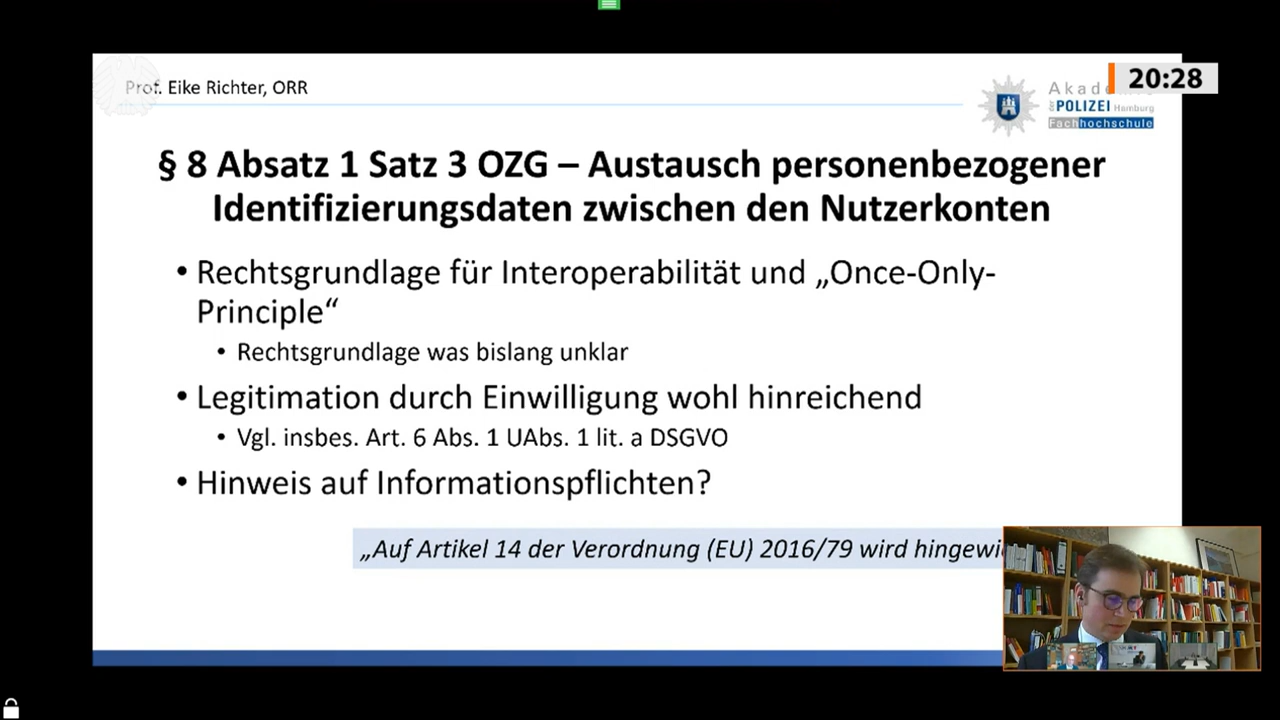 Prof. Eike Richter, ORR
20:28
POLIZEI Hamburg
Fachhochschule
§ 8 Absatz 1 Satz 3 OZG – Austausch personenbezogener
Identifizierungsdaten zwischen den Nutzerkonten
• Rechtsgrundlage für Interoperabilität und „Once-Only-
Principle“
• Rechtsgrundlage was bislang unklar
• Legitimation durch Einwilligung wohl hinreichend
• Vgl. insbes. Art. 6 Abs. 1 UAbs. 1 lit. a DSGVO
• Hinweis auf Informationspflichten?
„Auf Artikel 14 der Verordnung (EU) 2016/79 wird